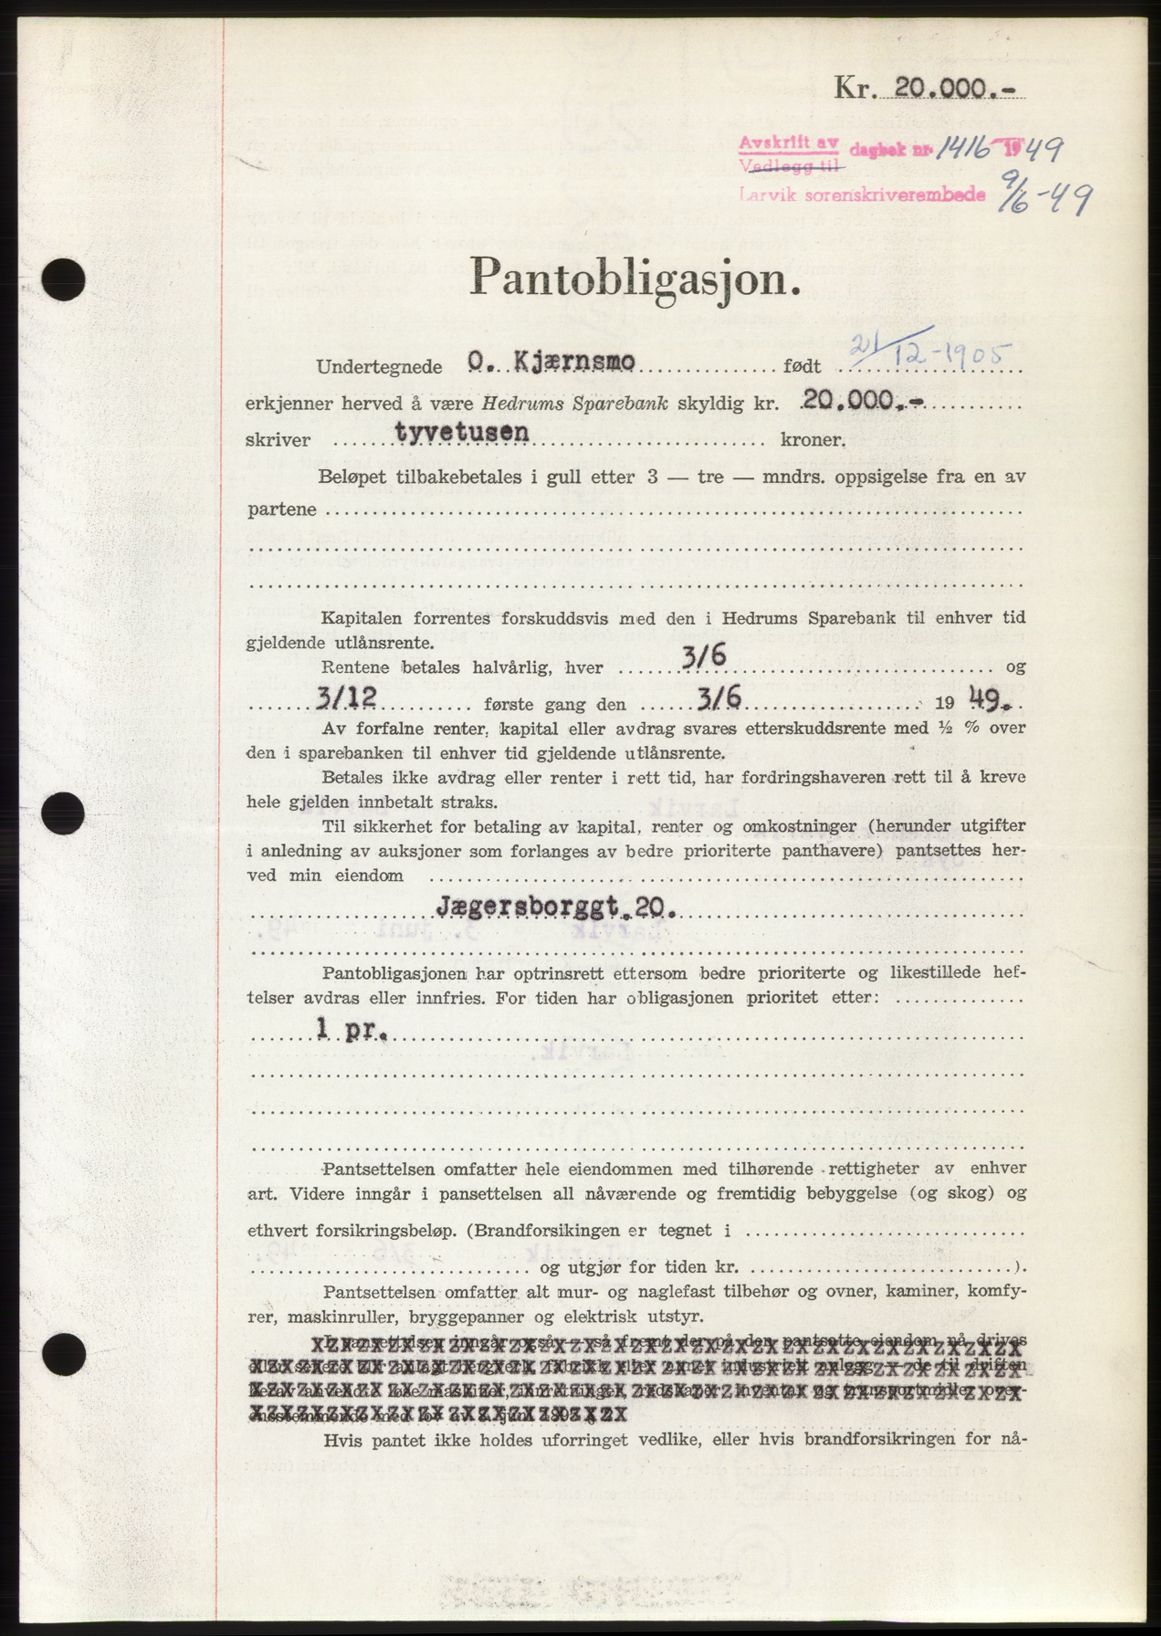 Kr. 20.000.-
Avskrift av dagbok nr. 1416 1949
Vedlegg til
Larvik sorenskriverembede 9/6-49
Pantobligasjon.
Undertegnede O. Kjærnsmo født 21/12-1905
erkjenner herved å være Hedrums Sparebank skyldig kr. 20.000.-
skriver tyvetusen kroner.
Beløpet tilbakebetales i gull etter 3 — tre — mndrs. oppsigelse fra en av
partene
Kapitalen forrentes forskuddsvis med den i Hedrums Sparebank til enhver tid
gjeldende utlånsrente.
Rentene betales halvårlig, hver 3/6 og
3/12 første gang den 3/6 19 49.
Av forfalne renter, kapital eller avdrag svares etterskuddsrente med ½ % over
den i sparebanken til enhver tid gjeldende utlånsrente.
Betales ikke avdrag eller renter i rett tid, har fordringshaveren rett til å kreve
hele gjelden innbetalt straks.
Til sikkerhet for betaling av kapital, renter og omkostninger (herunder utgifter
i anledning av auksjoner som forlanges av bedre prioriterte panthavere) pantsettes her-
ved min eiendom
Jægersborggt. 20.
Pantobligasjonen har optrinsrett ettersom bedre prioriterte og likestillede hef-
telser avdras eller innfries. For tiden har obligasjonen prioritet etter:
1 pr.
Pantsettelsen omfatter hele eiendommen med tilhørende rettigheter av enhver
art. Videre inngår i pansettelsen all nåværende og fremtidig bebyggelse (og skog) og
ethvert forsikringsbeløp. (Brandforsikingen er tegnet i
og utgjør for tiden kr. ).
Pantsettelsen omfatter alt mur- og naglefast tilbehør og ovner, kaminer, komfy-
rer, maskinruller, bryggepanner og elektrisk utstyr.
Hvis pantet ikke holdes uforringet vedlike, eller hvis brandforsikringen for nå-